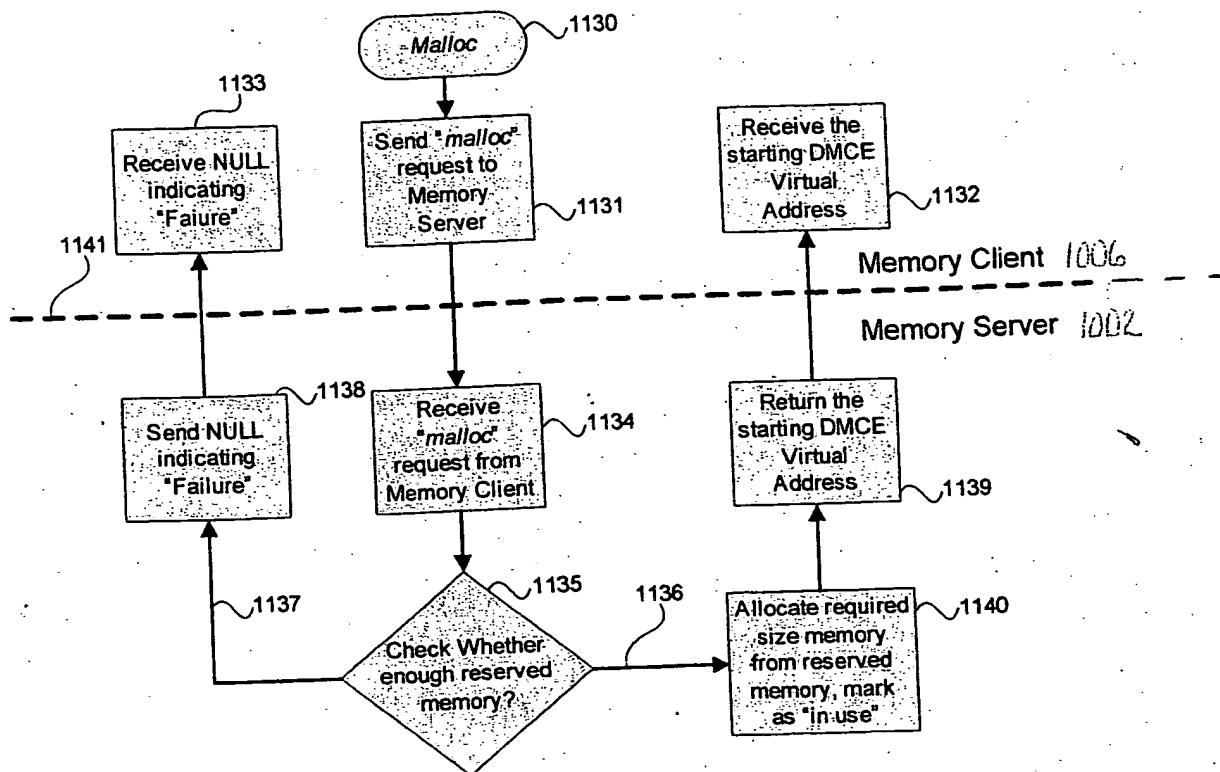 Malloc
1130
1133
Receive NULL
indicating
"Faiure"
Send "malloc"
request to
Memory
Server
1131
Receive the
starting DMCE
Virtual
Address
1132
1141
Memory Client 1006
Memory Server 1002
1138
Send NULL
indicating
"Failure"
Receive
"malloc"
request from
Memory Client
1134
Return the
starting DMCE
Virtual
Address
1139
1137
1135
Check Whether
enough reserved
memory?
1136
Allocate required
size memory
from reserved
memory, mark
as "in use"
1140